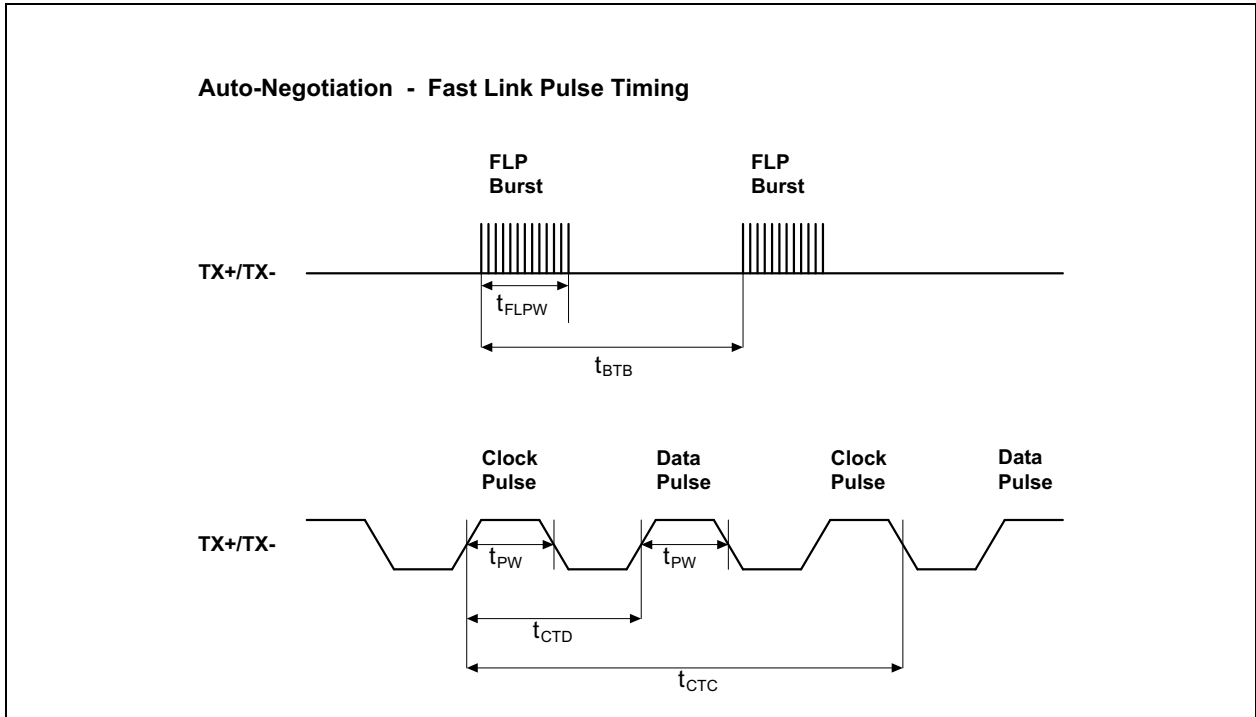 Auto-Negotiation - Fast Link Pulse Timing
FLP
Burst
FLP
Burst
TX+/TX-
tFLPW
tBTB
Clock
Pulse
Data
Pulse
Clock
Pulse
Data
Pulse
TX+/TX-
tPW
tPW
tCTD
tCTC